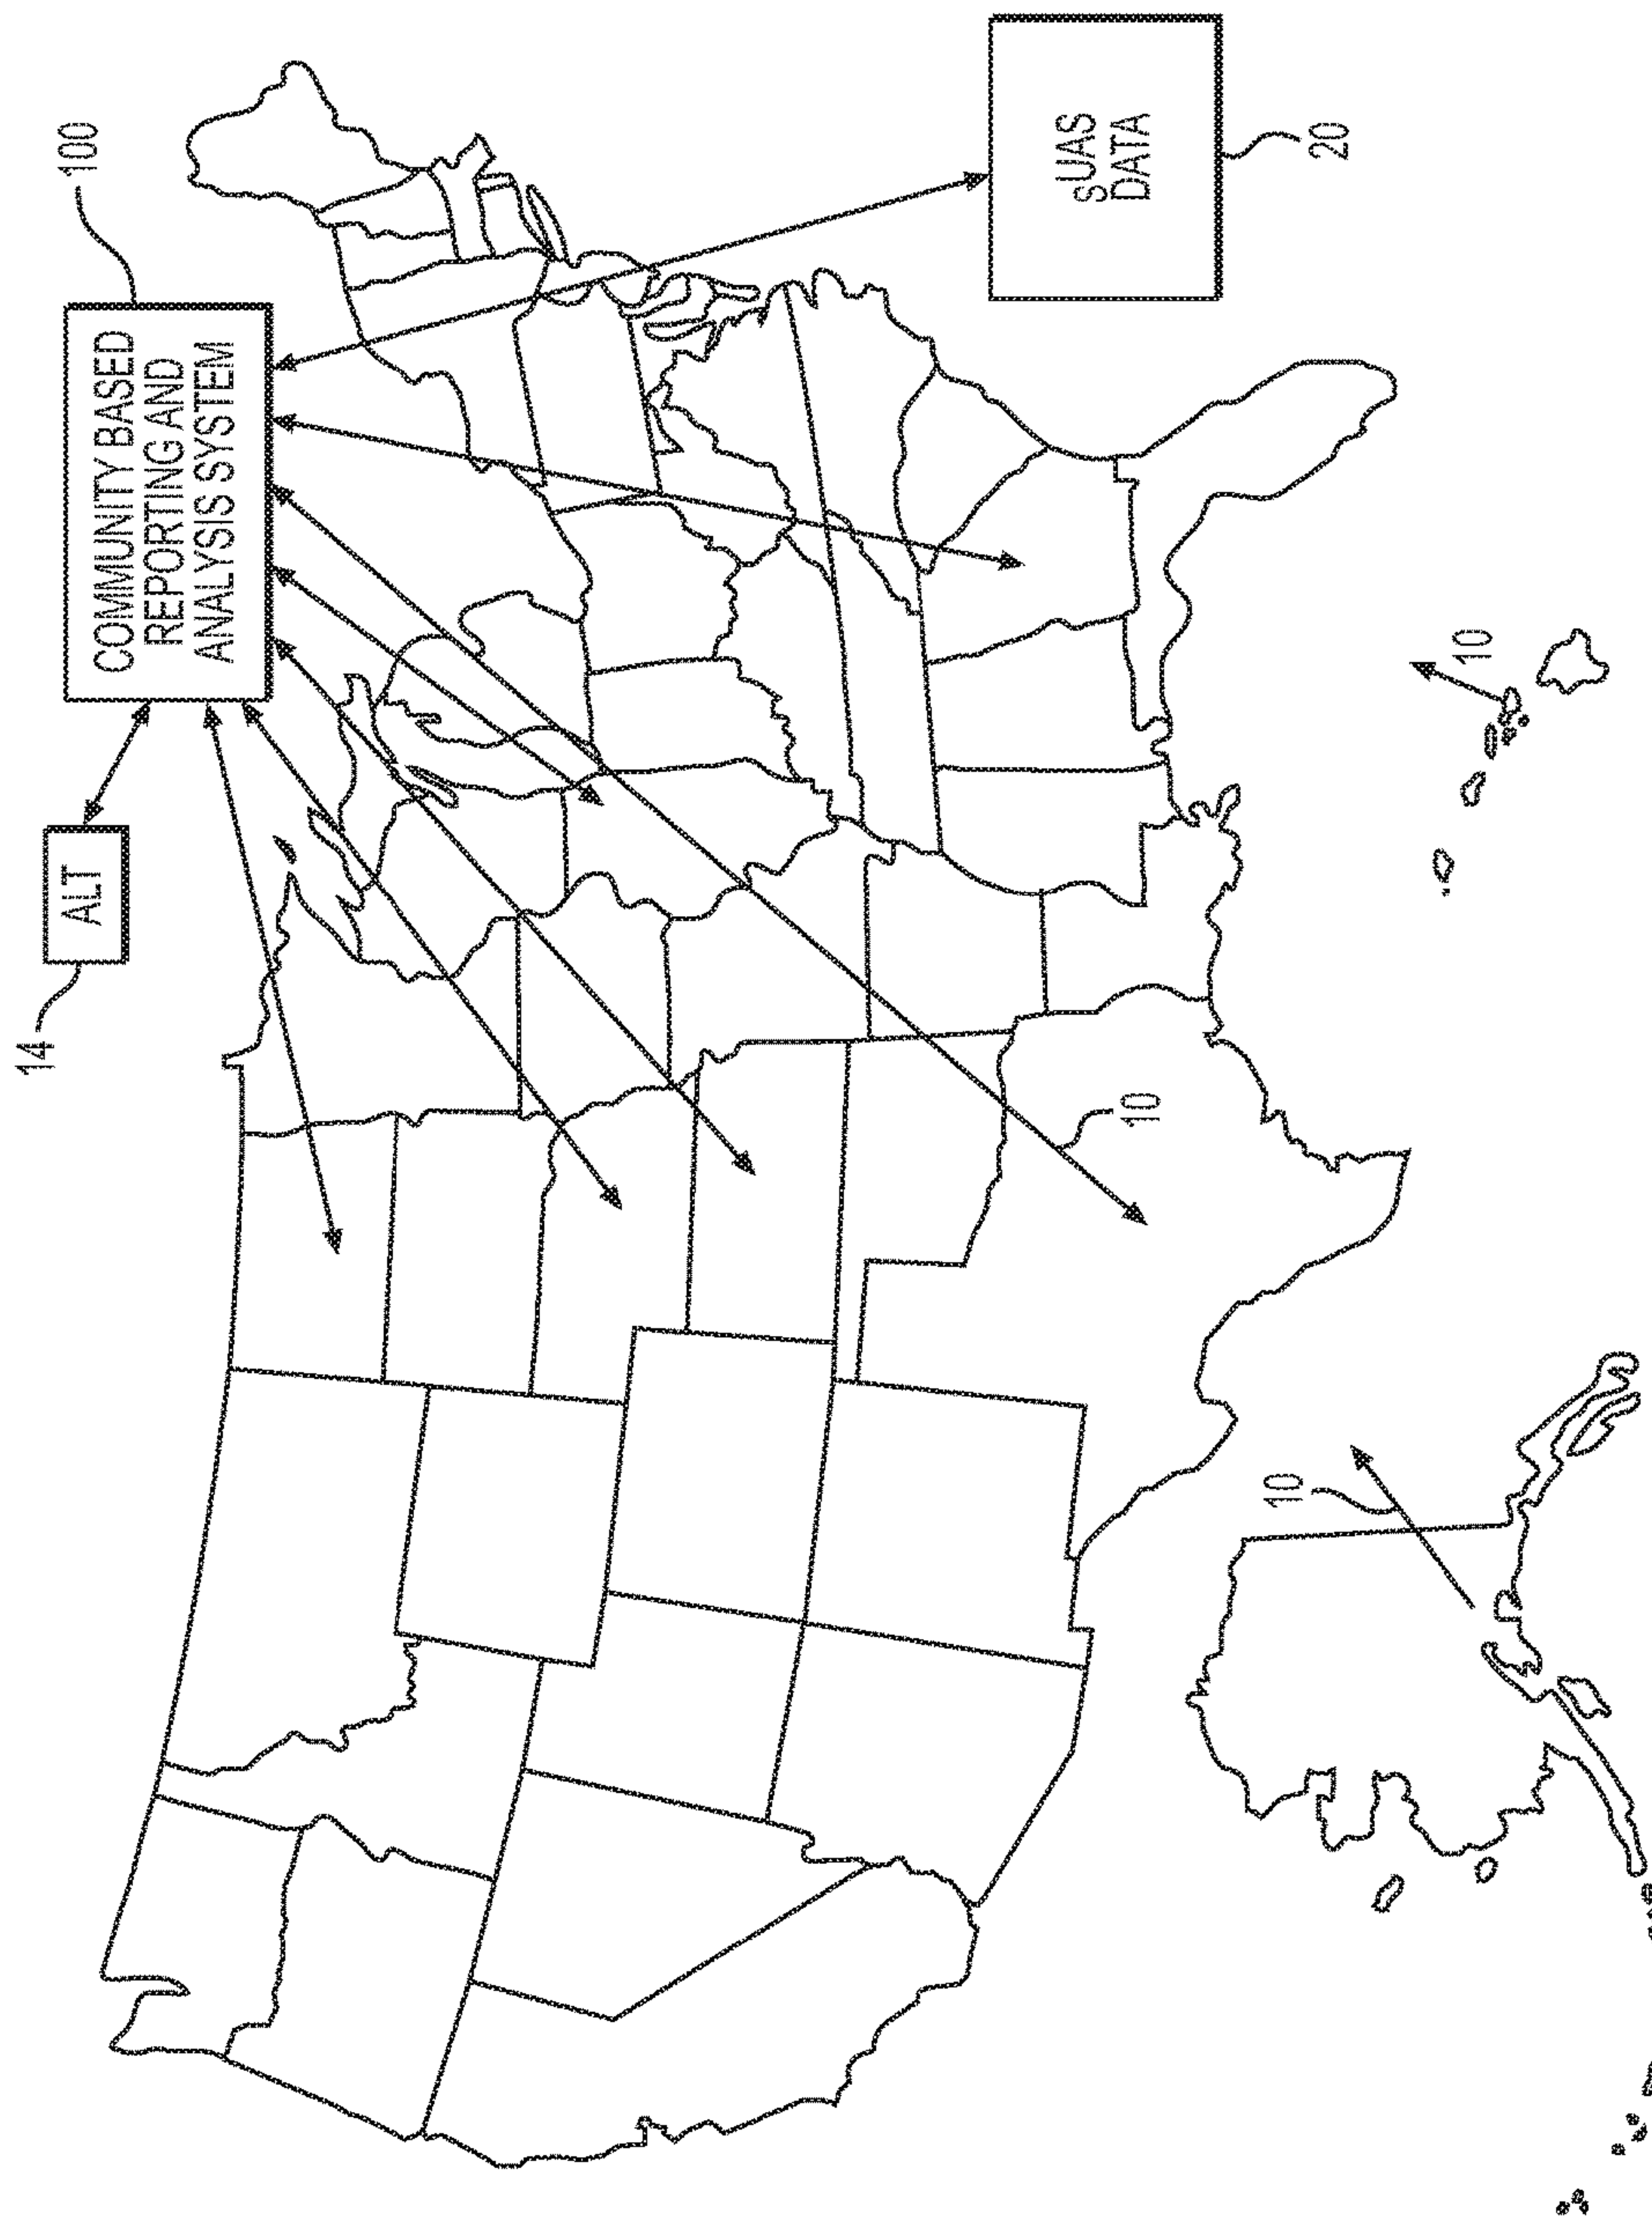 100
COMMUNITY BASED
REPORTING AND
ANALYSIS SYSTEM
14
ALT
sUAS
DATA
20
10
10
10